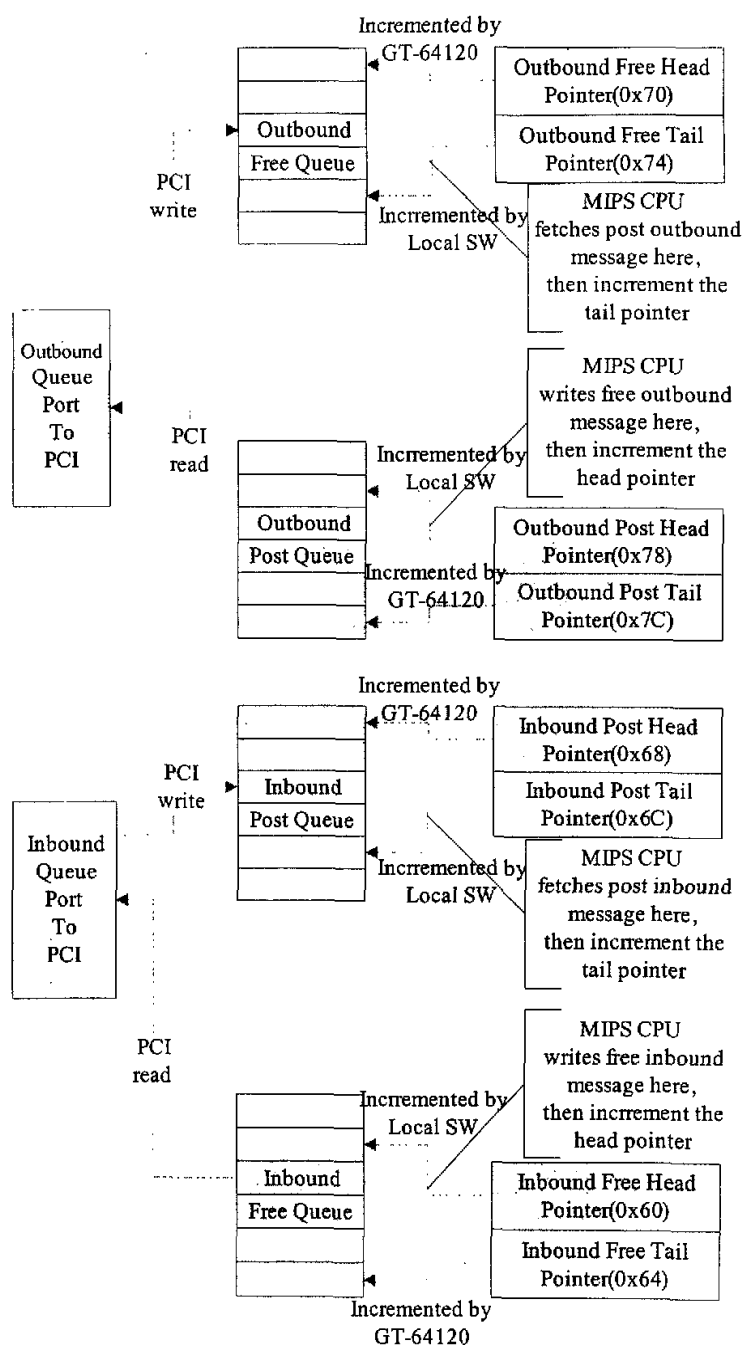 Incremented by
GT-64120
Outbound Free Head
Pointer(0x70)
Outbound
Outbound Free Tail
Pointer(0x74)
Free Queue
PCI
write
Incrremented by
Local SW
MIPS CPU
fetches post outbound
message here,
then incrrement the
tail pointer
Outbound
Queue
Port
To
PCI
MIPS CPU
writes free outbound
message here,
then incrrement the
head pointer
PCI
read
Incrremented by
Local SW
Outbound
Post Queue
Outbound Post Head
Pointer(0x78)
Incremented by
GT-64120
Outbound Post Tail
Pointer(0x7C)
Incremented by
GT-64120
Inbound Post Head
Pointer(0x68)
PCI
write
Inbound
Post Queue
Inbound Post Tail
Pointer(0x6C)
Inbound
Queue
Port
To
PCI
Incrremented by
Local SW
MIPS CPU
fetches post inbound
message here,
then incrrement the
tail pointer
PCI
read
MIPS CPU
writes free inbound
message here,
then incrrement the
head pointer
Incrremented by
Local SW
Inbound
Free Queue
Inbound Free Head
Pointer(0x60)
Inbound Free Tail
Pointer(0x64)
Incremented by
GT-64120